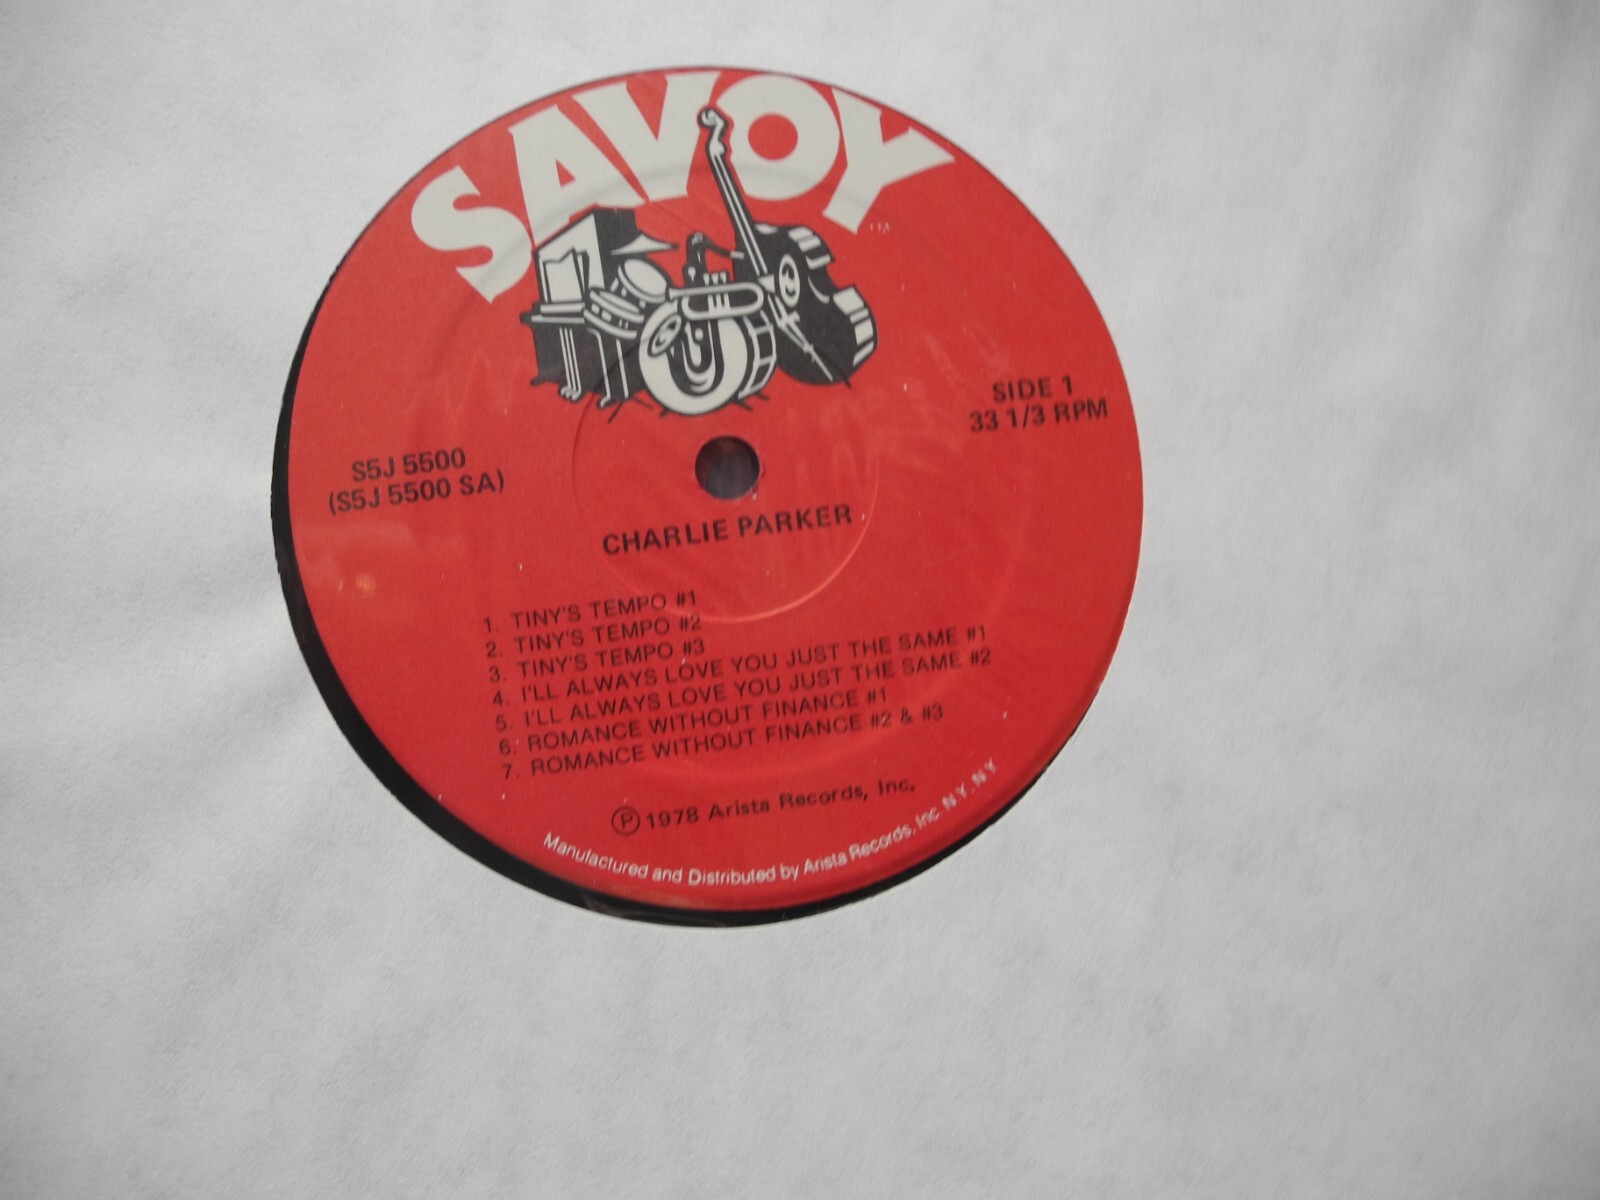 SAVOY
TM
SIDE 1
33 1/3 RPM
S5J 5500
(S5J 5500 SA)
CHARLIE PARKER
1. TINY'S TEMPO #1
2. TINY'S TEMPO #2
3. TINY'S TEMPO #3
4. I'LL ALWAYS LOVE YOU JUST THE SAME #1
5. I'LL ALWAYS LOVE YOU JUST THE SAME #2
6. ROMANCE WITHOUT FINANCE #1
7. ROMANCE WITHOUT FINANCE #2 & #3
Ⓟ 1978 Arista Records, Inc.
Manufactured and Distributed by Arista Records, Inc. N.Y., N.Y.